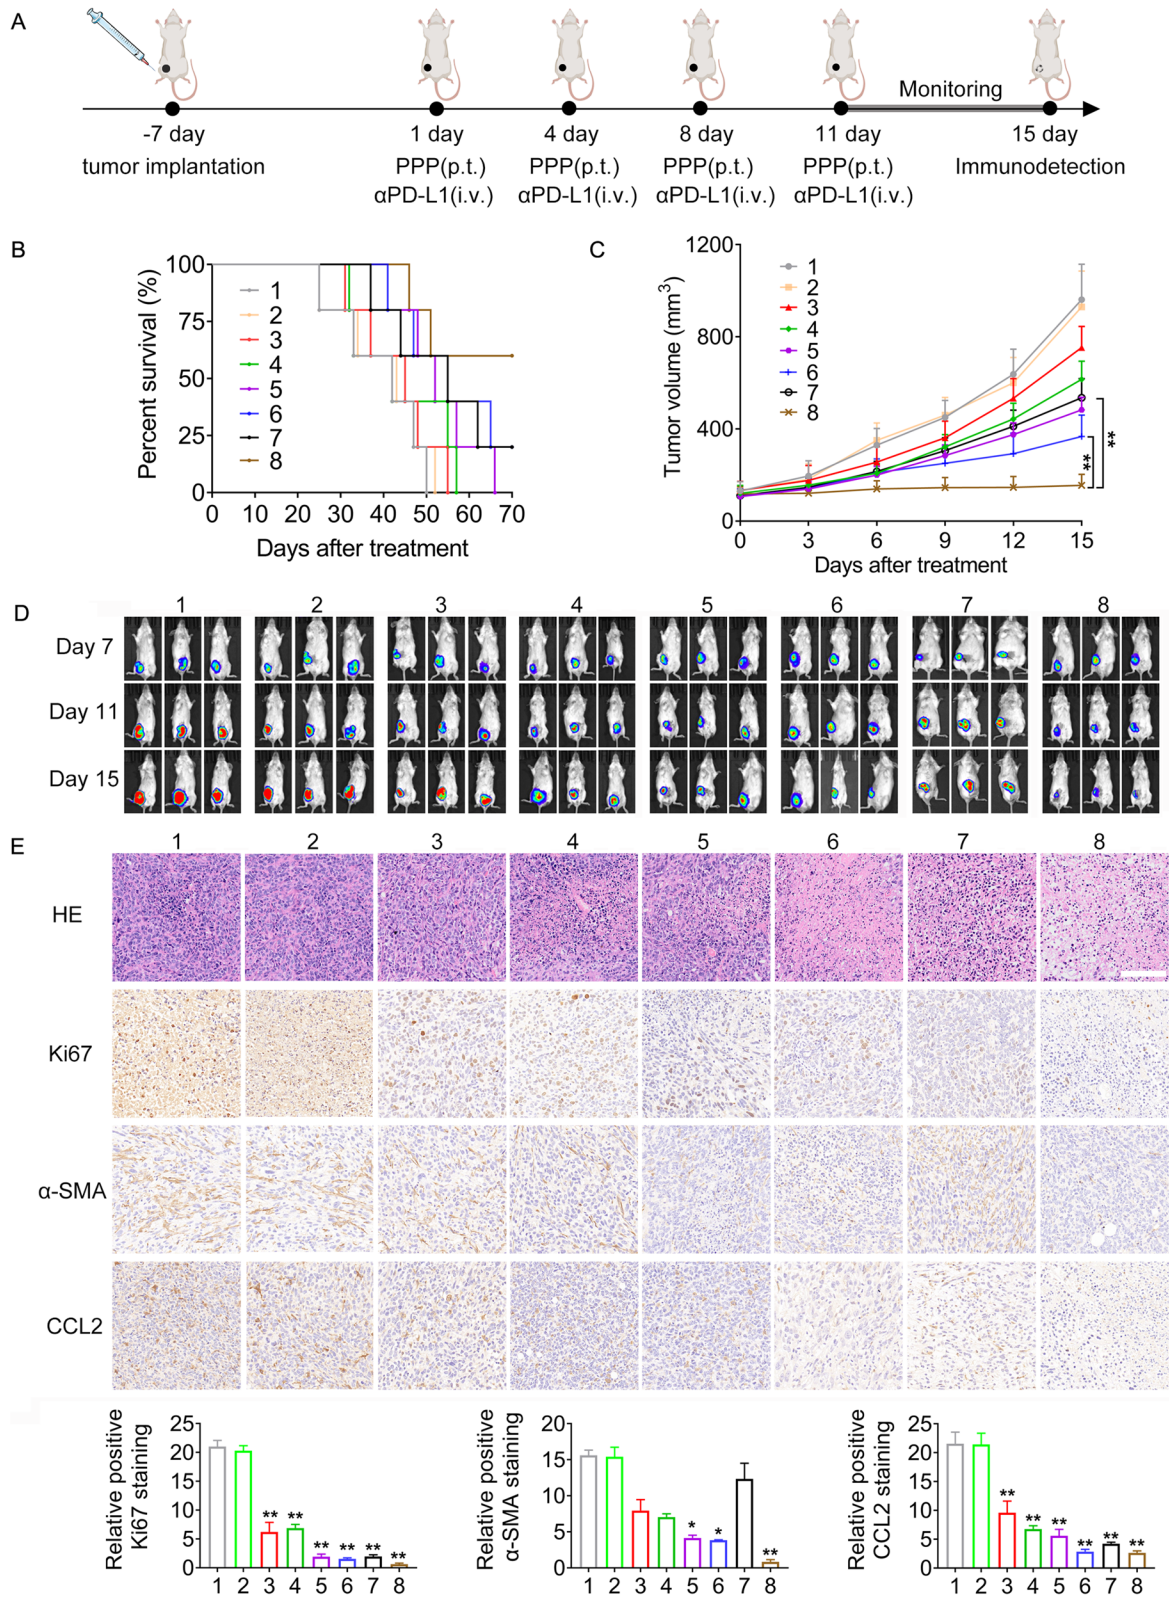 A
Monitoring
-7 day 1 day 4 day 8 day 11 day 15 day
tumor implantation PPP(p.t.) PPP(p.t.) PPP(p.t.) PPP(p.t.) Immunodetection
αPD-L1(i.v.) αPD-L1(i.v.) αPD-L1(i.v.) αPD-L1(i.v.)
B
Percent survival (%)
100
75
50
25
0
1
2
3
4
5
6
7
8
0 10 20 30 40 50 60 70
Days after treatment
C
Tumor volume (mm³)
1200
800
400
0
1
2
3
4
5
6
7
8
**
**
0 3 6 9 12 15
Days after treatment
D
1 2 3 4 5 6 7 8
Day 7
Day 11
Day 15
E
1 2 3 4 5 6 7 8
HE
Ki67
α-SMA
CCL2
Relative positive
Ki67 staining
25
20
15
10
5
0
** ** ** ** ** **
1 2 3 4 5 6 7 8
Relative positive
α-SMA staining
20
15
10
5
0
* * **
1 2 3 4 5 6 7 8
Relative positive
CCL2 staining
25
20
15
10
5
0
** ** ** ** ** **
1 2 3 4 5 6 7 8